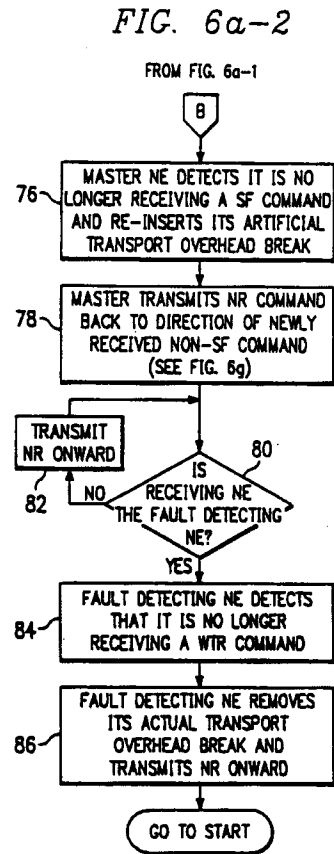 FIG. 6a-2
FROM FIG. 6a-1
B
76
MASTER NE DETECTS IT IS NO
LONGER RECEIVING A SF COMMAND
AND RE-INSERTS ITS ARTIFICIAL
TRANSPORT OVERHEAD BREAK
78
MASTER TRANSMITS NR COMMAND
BACK TO DIRECTION OF NEWLY
RECEIVED NON-SF COMMAND
(SEE FIG. 6g)
TRANSMIT
NR ONWARD
82
NO
80
IS
RECEIVING NE
THE FAULT DETECTING
NE?
YES
84
FAULT DETECTING NE DETECTS
THAT IT IS NO LONGER
RECEIVING A WTR COMMAND
86
FAULT DETECTING NE REMOVES
ITS ACTUAL TRANSPORT
OVERHEAD BREAK AND
TRANSMITS NR ONWARD
GO TO START